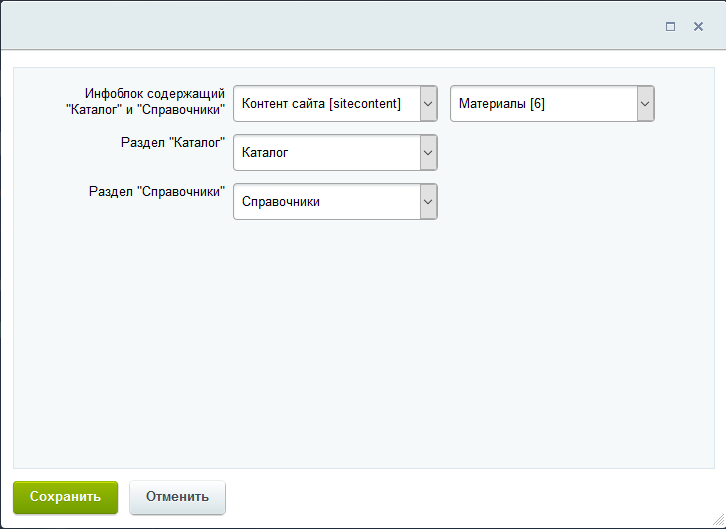 Инфоблок содержащий
"Каталог" и "Справочники"
Контент сайта [sitecontent]
Материалы [6]
Раздел "Каталог"
Каталог
Раздел "Справочники"
Справочники
Сохранить
Отменить